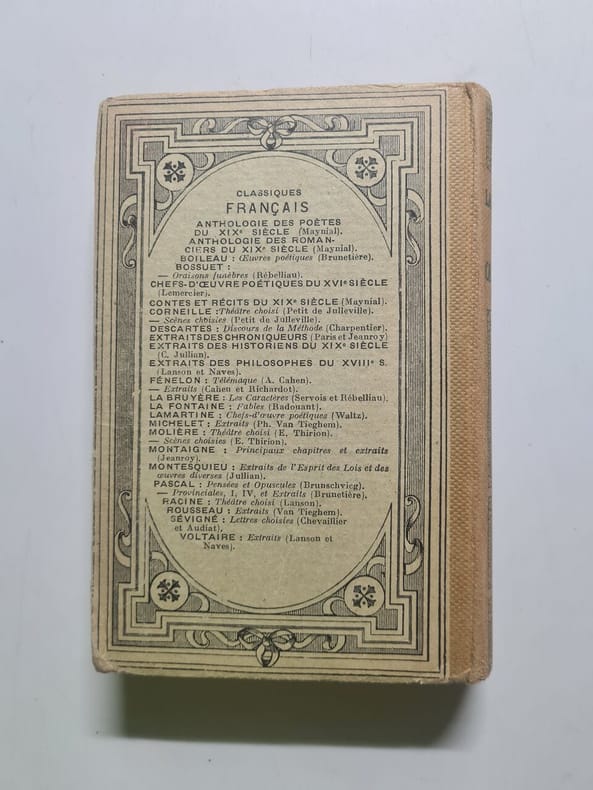 CLASSIQUES
FRANÇAIS
ANTHOLOGIE DES POÈTES
DU XIXe SIÈCLE (Maynial).
ANTHOLOGIE DES ROMAN-
CIERS DU XIXe SIÈCLE (Maynial).
BOILEAU : Œuvres poétiques (Brunetière).
BOSSUET :
— Oraisons funèbres (Rébelliau).
CHEFS-D'ŒUVRE POÉTIQUES DU XVIe SIÈCLE
(Lemercier).
CONTES ET RÉCITS DU XIXe SIÈCLE (Maynial).
CORNEILLE : Théâtre choisi (Petit de Julleville).
— Scènes choisies (Petit de Julleville).
DESCARTES : Discours de la Méthode (Charpentier).
EXTRAITS DES CHRONIQUEURS (Paris et Jeanroy)
EXTRAITS DES HISTORIENS DU XIXe SIÈCLE
(C. Jullian).
EXTRAITS DES PHILOSOPHES DU XVIIIe S.
(Lanson et Naves).
FÉNELON : Télémaque (A. Cahen).
— Extraits (Cahen et Richardot).
LA BRUYÈRE : Les Caractères (Servois et Rébelliau).
LA FONTAINE : Fables (Radouant).
LAMARTINE : Chefs-d'œuvre poétiques (Waltz).
MICHELET : Extraits (Ph. Van Tieghem).
MOLIÈRE : Théâtre choisi (E. Thirion).
— Scènes choisies (E. Thirion).
MONTAIGNE : Principaux chapitres et extraits
(Jeanroy).
MONTESQUIEU : Extraits de l'Esprit des Lois et des
œuvres diverses (Jullian).
PASCAL : Pensées et Opuscules (Brunschvicg).
— Provinciales, I, IV, et Extraits (Brunetière).
RACINE : Théâtre choisi (Lanson).
ROUSSEAU : Extraits (Van Tieghem).
SÉVIGNÉ : Lettres choisies (Chevaillier
et Audiat).
VOLTAIRE : Extraits (Lanson et
Naves).